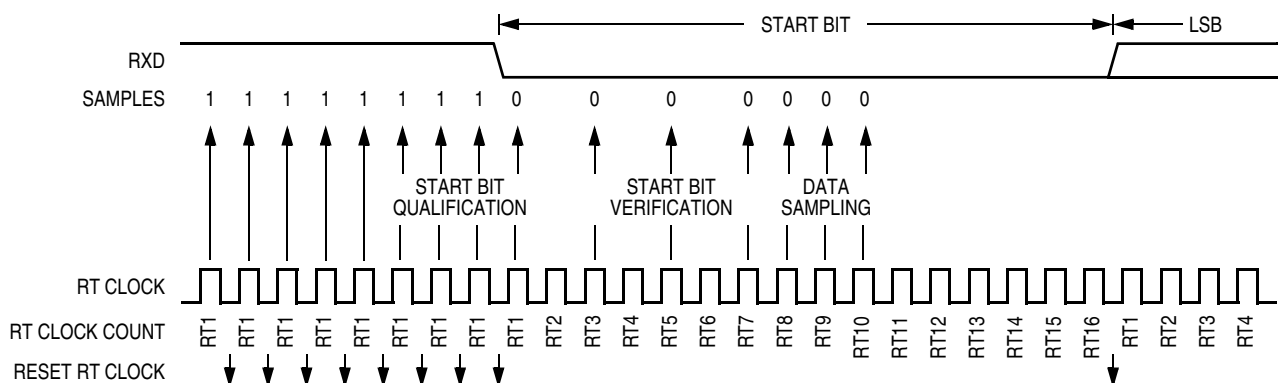 START BIT LSB
RXD
SAMPLES 1 1 1 1 1 1 1 1 0 0 0 0 0 0 0
START BIT QUALIFICATION
START BIT VERIFICATION
DATA SAMPLING
RT CLOCK
RT CLOCK COUNT RT1 RT1 RT1 RT1 RT1 RT1 RT1 RT1 RT1 RT2 RT3 RT4 RT5 RT6 RT7 RT8 RT9 RT10 RT11 RT12 RT13 RT14 RT15 RT16 RT1 RT2 RT3 RT4
RESET RT CLOCK